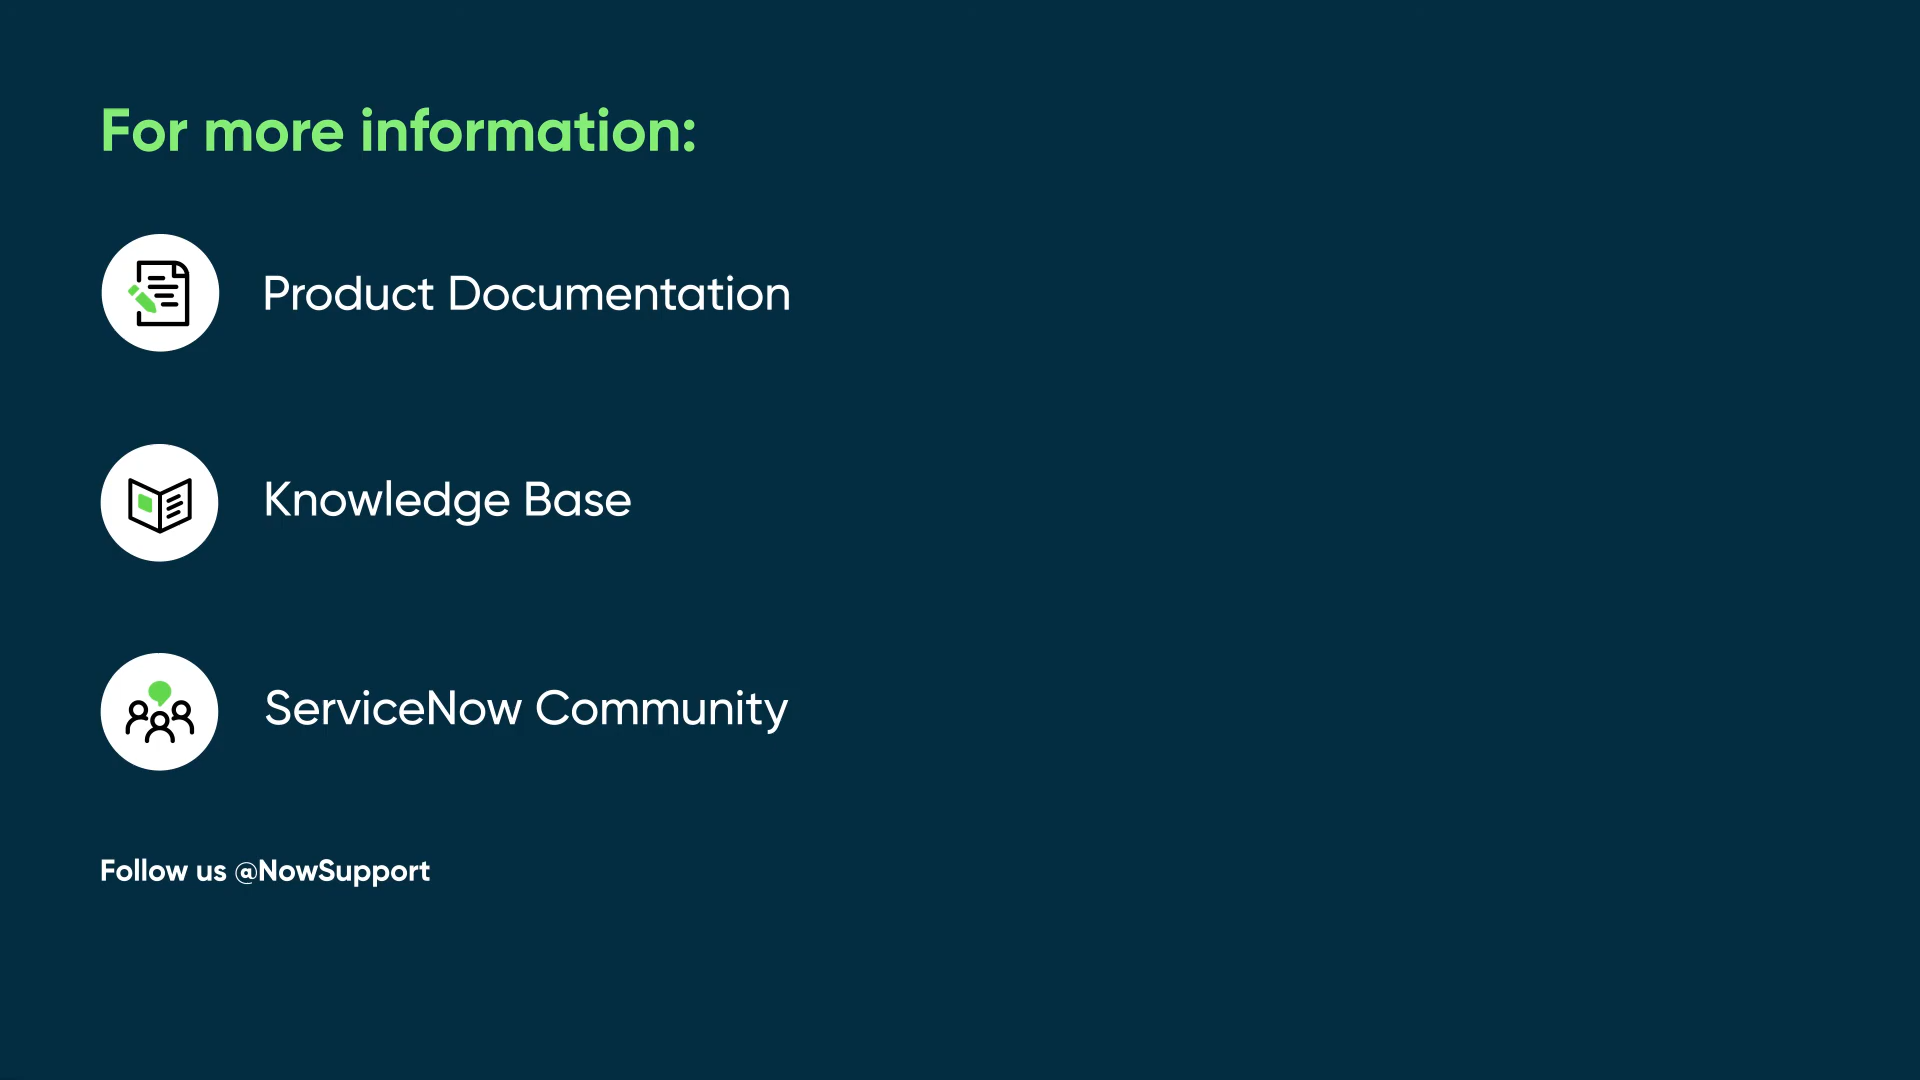 For more information:
Product Documentation
Knowledge Base
ServiceNow Community
Follow us @NowSupport